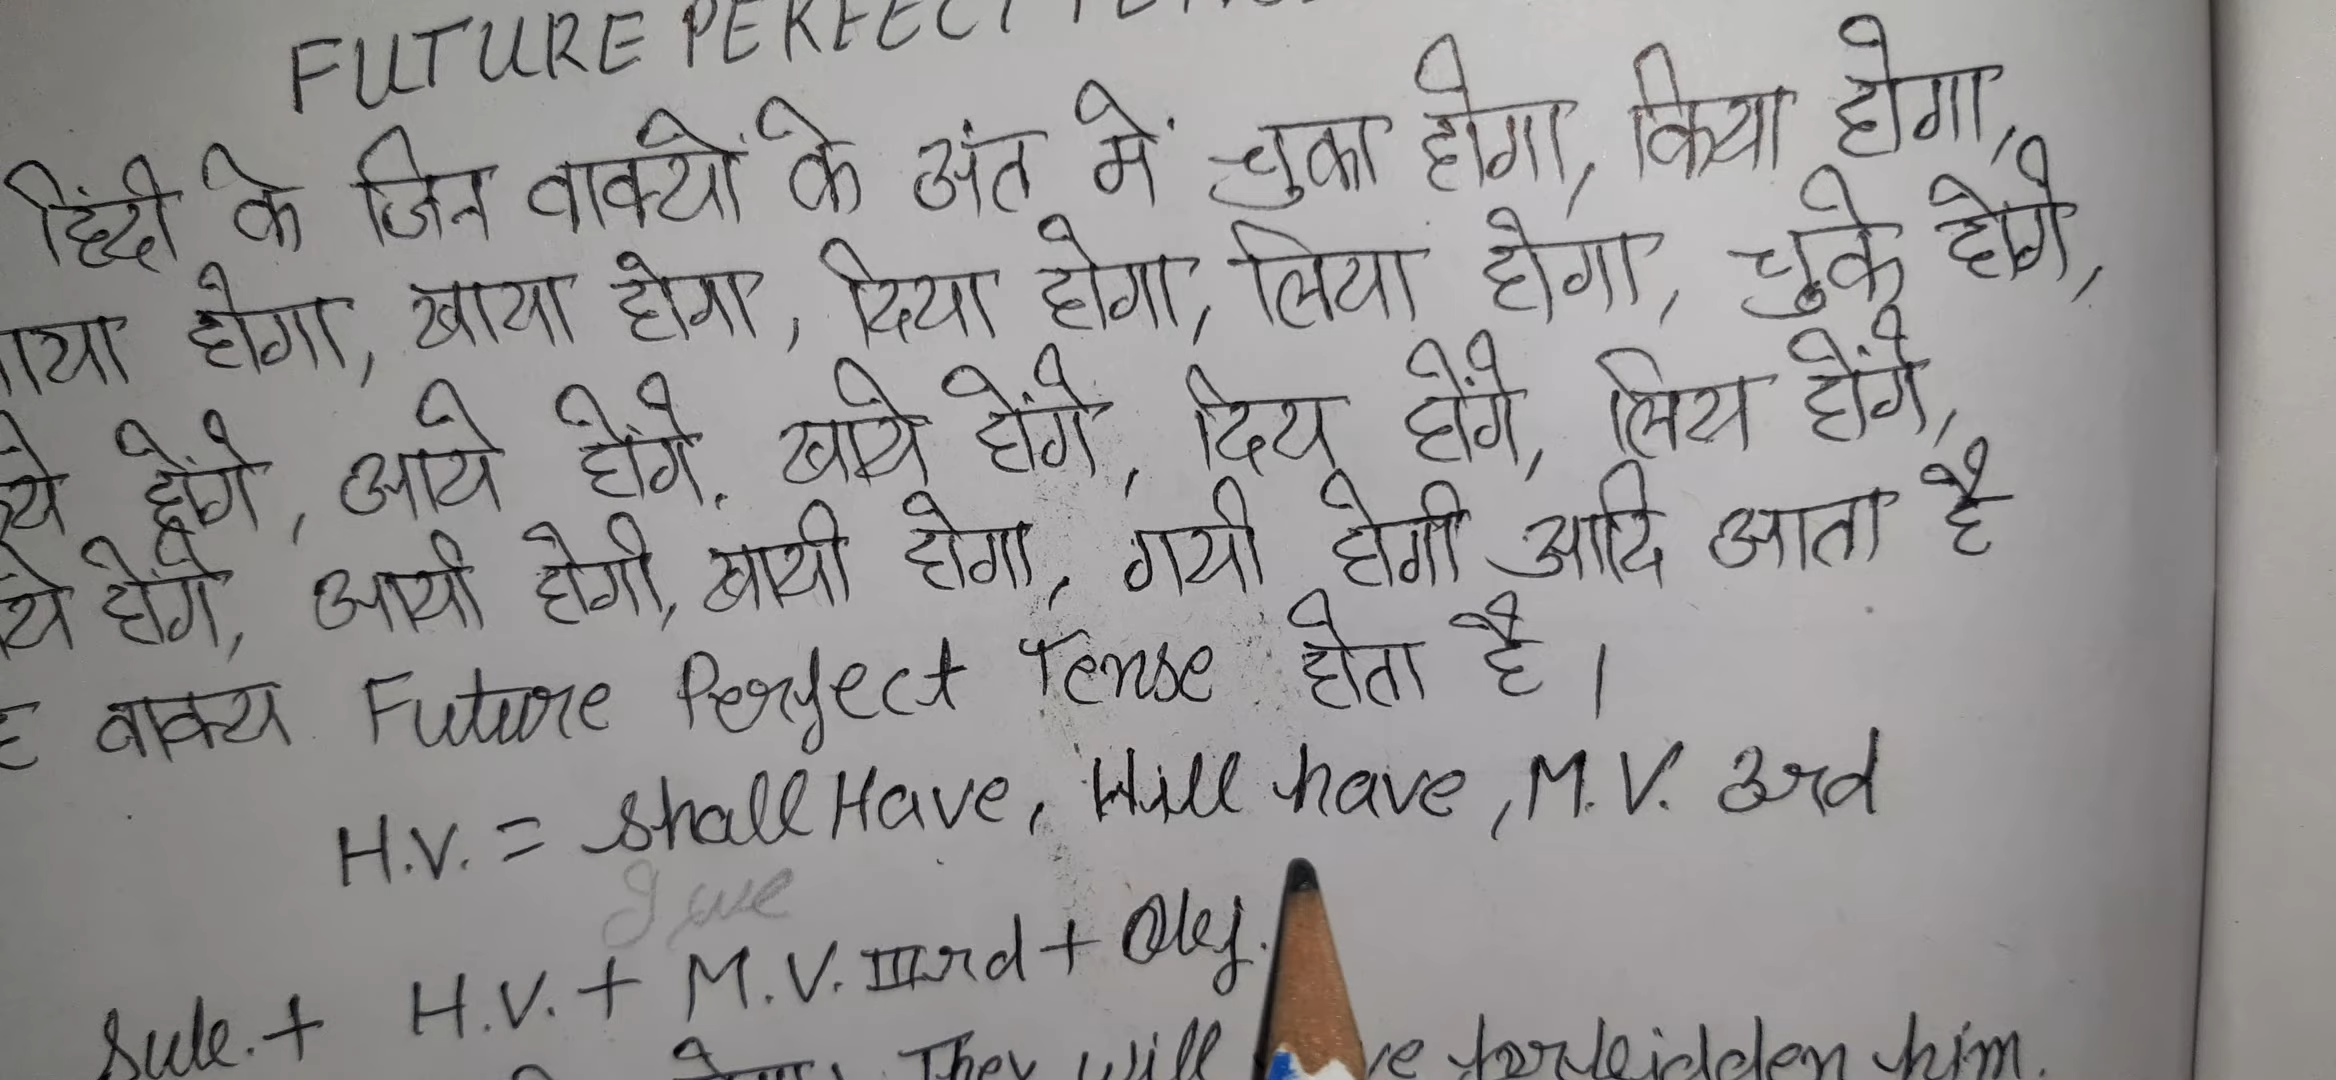 FUTURE PERFECT
हिंदी के जिन वाक्यों के अंत में चुका होगा, किया होगा,
होगा, खाया होगा, दिया होगा, लिया होगा, चुके होगे,
होंगे, आये होंगे, खाये होंगे, दिय होंगे, लिय होंगे,
होंगे, आयी होगी, खायी होगा, गयी होगी आदि आता है
वाक्य Future Perfect Tense होता है।
H.V. = Shall Have, Will have, M.V. 3rd
I we
Sub. + H.V. + M.V. IIIrd + Obj.
They will forbidden him.